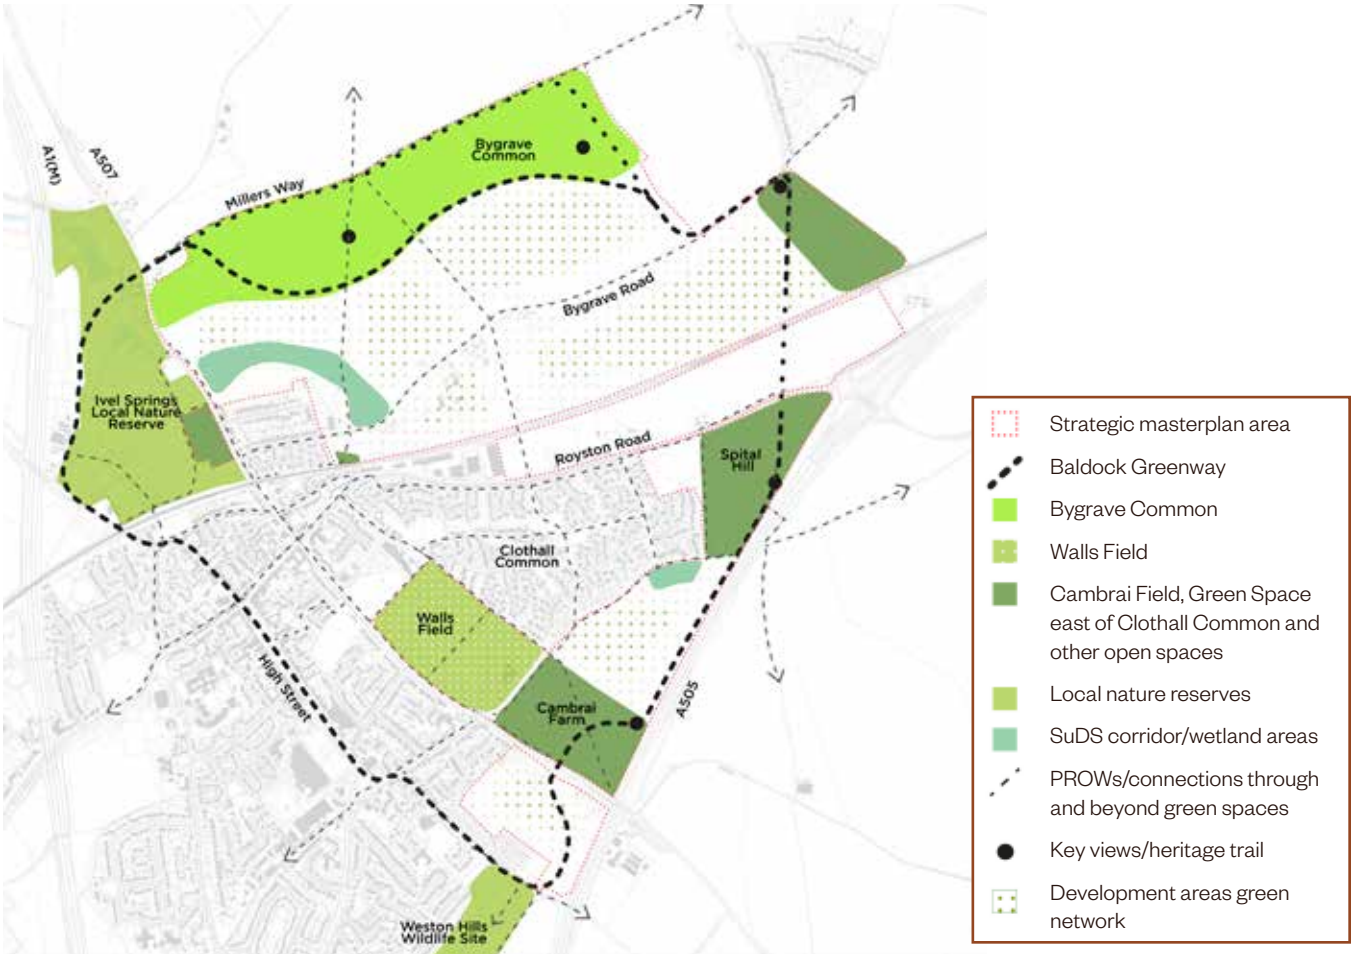 Bygrave
Common
A507
A1(M)
Millers Way
Bygrave Road
Ivel Springs
Local Nature
Reserve
Royston Road
Spital
Hill
Clothall
Common
Walls
Field
High Street
Cambrai
Farm
A505
Weston Hills
Wildlife Site
Strategic masterplan area
Baldock Greenway
Bygrave Common
Walls Field
Cambrai Field, Green Space
east of Clothall Common and
other open spaces
Local nature reserves
SuDS corridor/wetland areas
PROWs/connections through
and beyond green spaces
Key views/heritage trail
Development areas green
network